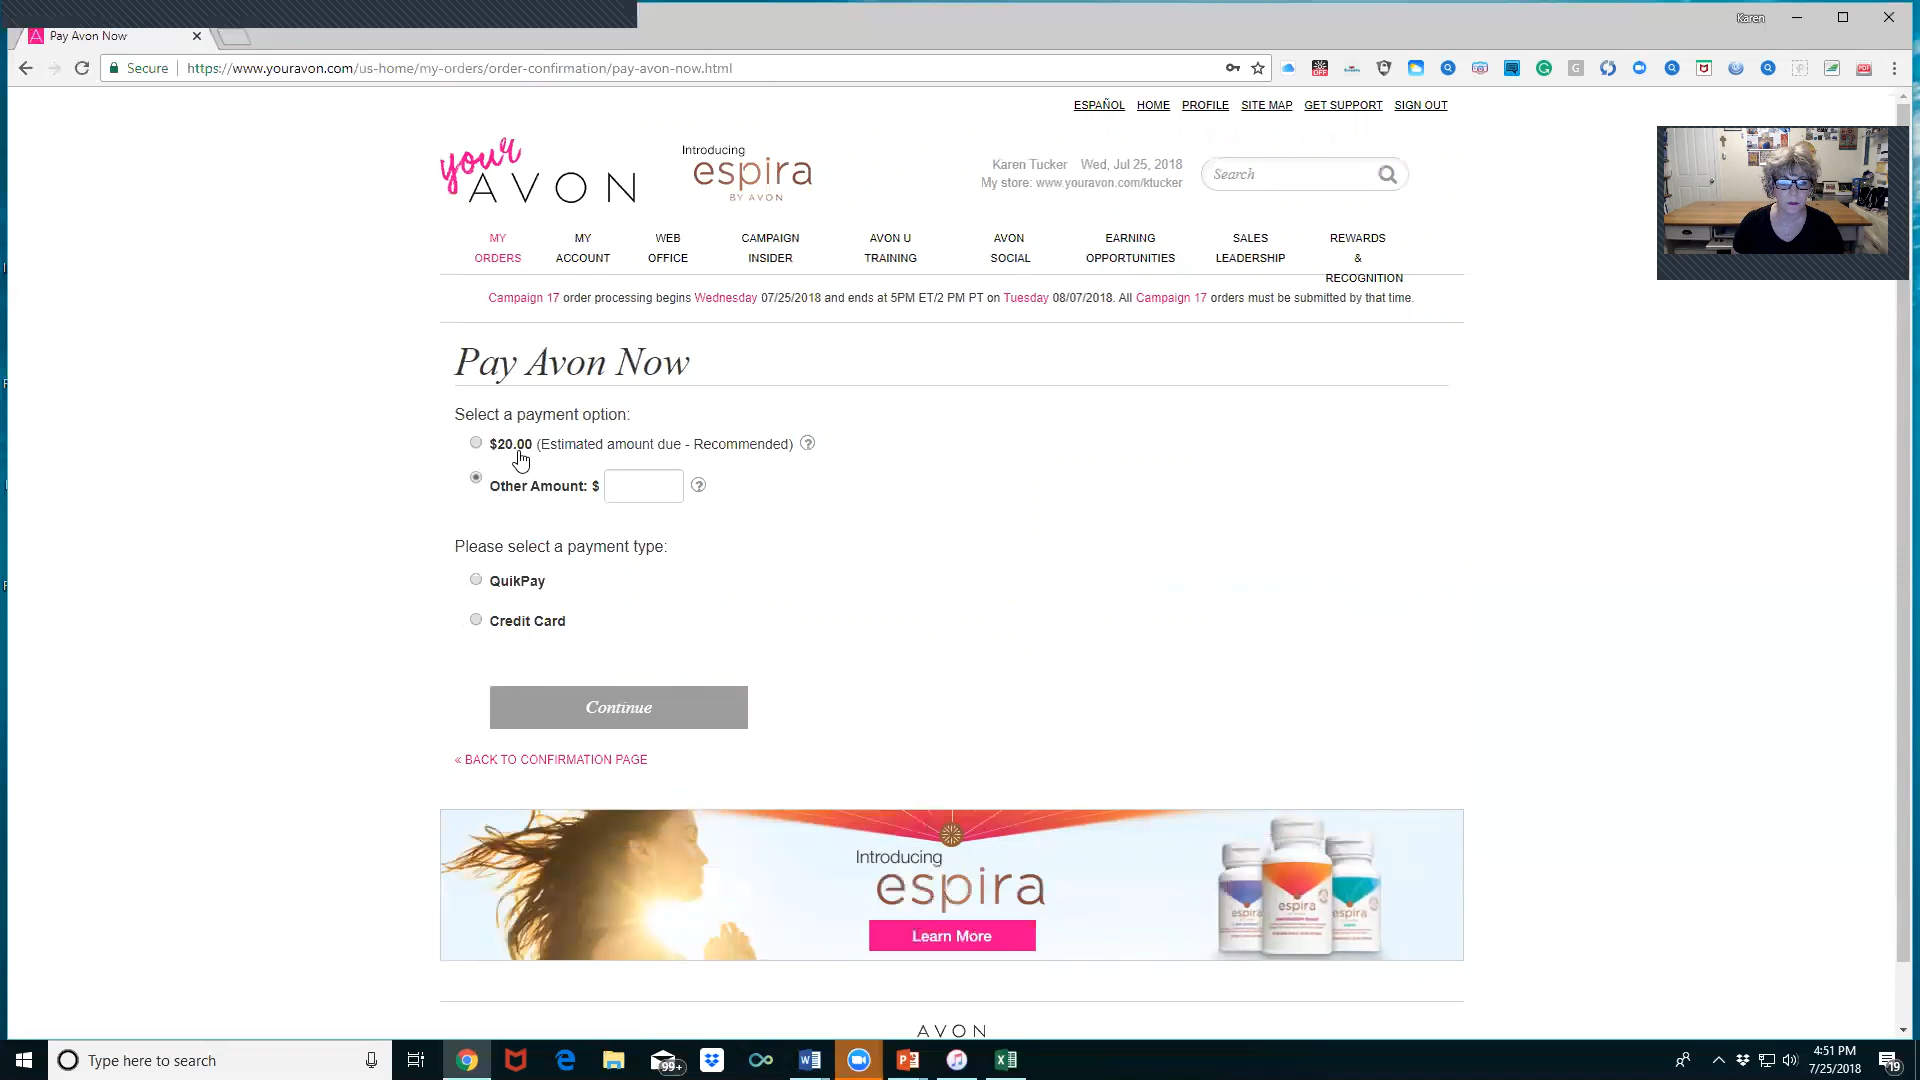 Karen
Pay Avon Now
Secure
https://www.youravon.com/us-home/my-orders/order-confirmation/pay-avon-now.html
ESPAÑOL HOME PROFILE SITE MAP GET SUPPORT SIGN OUT
your AVON
Introducing
espira
BY AVON
Karen Tucker Wed, Jul 25, 2018
My store: www.youravon.com/ktucker
Search
MY ORDERS
MY ACCOUNT
WEB OFFICE
CAMPAIGN INSIDER
AVON U TRAINING
AVON SOCIAL
EARNING OPPORTUNITIES
SALES LEADERSHIP
REWARDS & RECOGNITION
Campaign 17 order processing begins Wednesday 07/25/2018 and ends at 5PM ET/2 PM PT on Tuesday 08/07/2018. All Campaign 17 orders must be submitted by that time.
Pay Avon Now
Select a payment option:
$20.00 (Estimated amount due - Recommended) ?
Other Amount: $ ?
Please select a payment type:
QuikPay
Credit Card
Continue
« BACK TO CONFIRMATION PAGE
Introducing
espira
Learn More
espira
espira
espira
AVON
Type here to search
99+
4:51 PM
7/25/2018
19